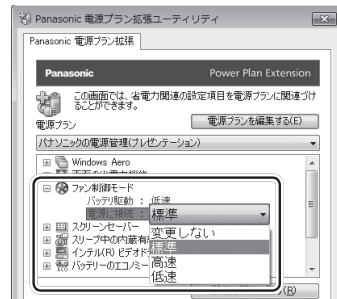 Panasonic 電源プラン拡張ユーティリティ
Panasonic 電源プラン拡張
Panasonic Power Plan Extension
この画面では、省電力関連の設定項目を電源プランに関連づけ
ることができます。
電源プラン 電源プランを編集する(E)
パナソニックの電源管理(プレゼンテーション)
Windows Aero
ファン制御モード
バッテリ駆動 : 低速
電源に接続 : 標準
スクリーンセーバー 変更しない
スリープ中の内蔵有 標準
インテル(R) ビデオド 高速
バッテリーのエコノミー 低速
(R)